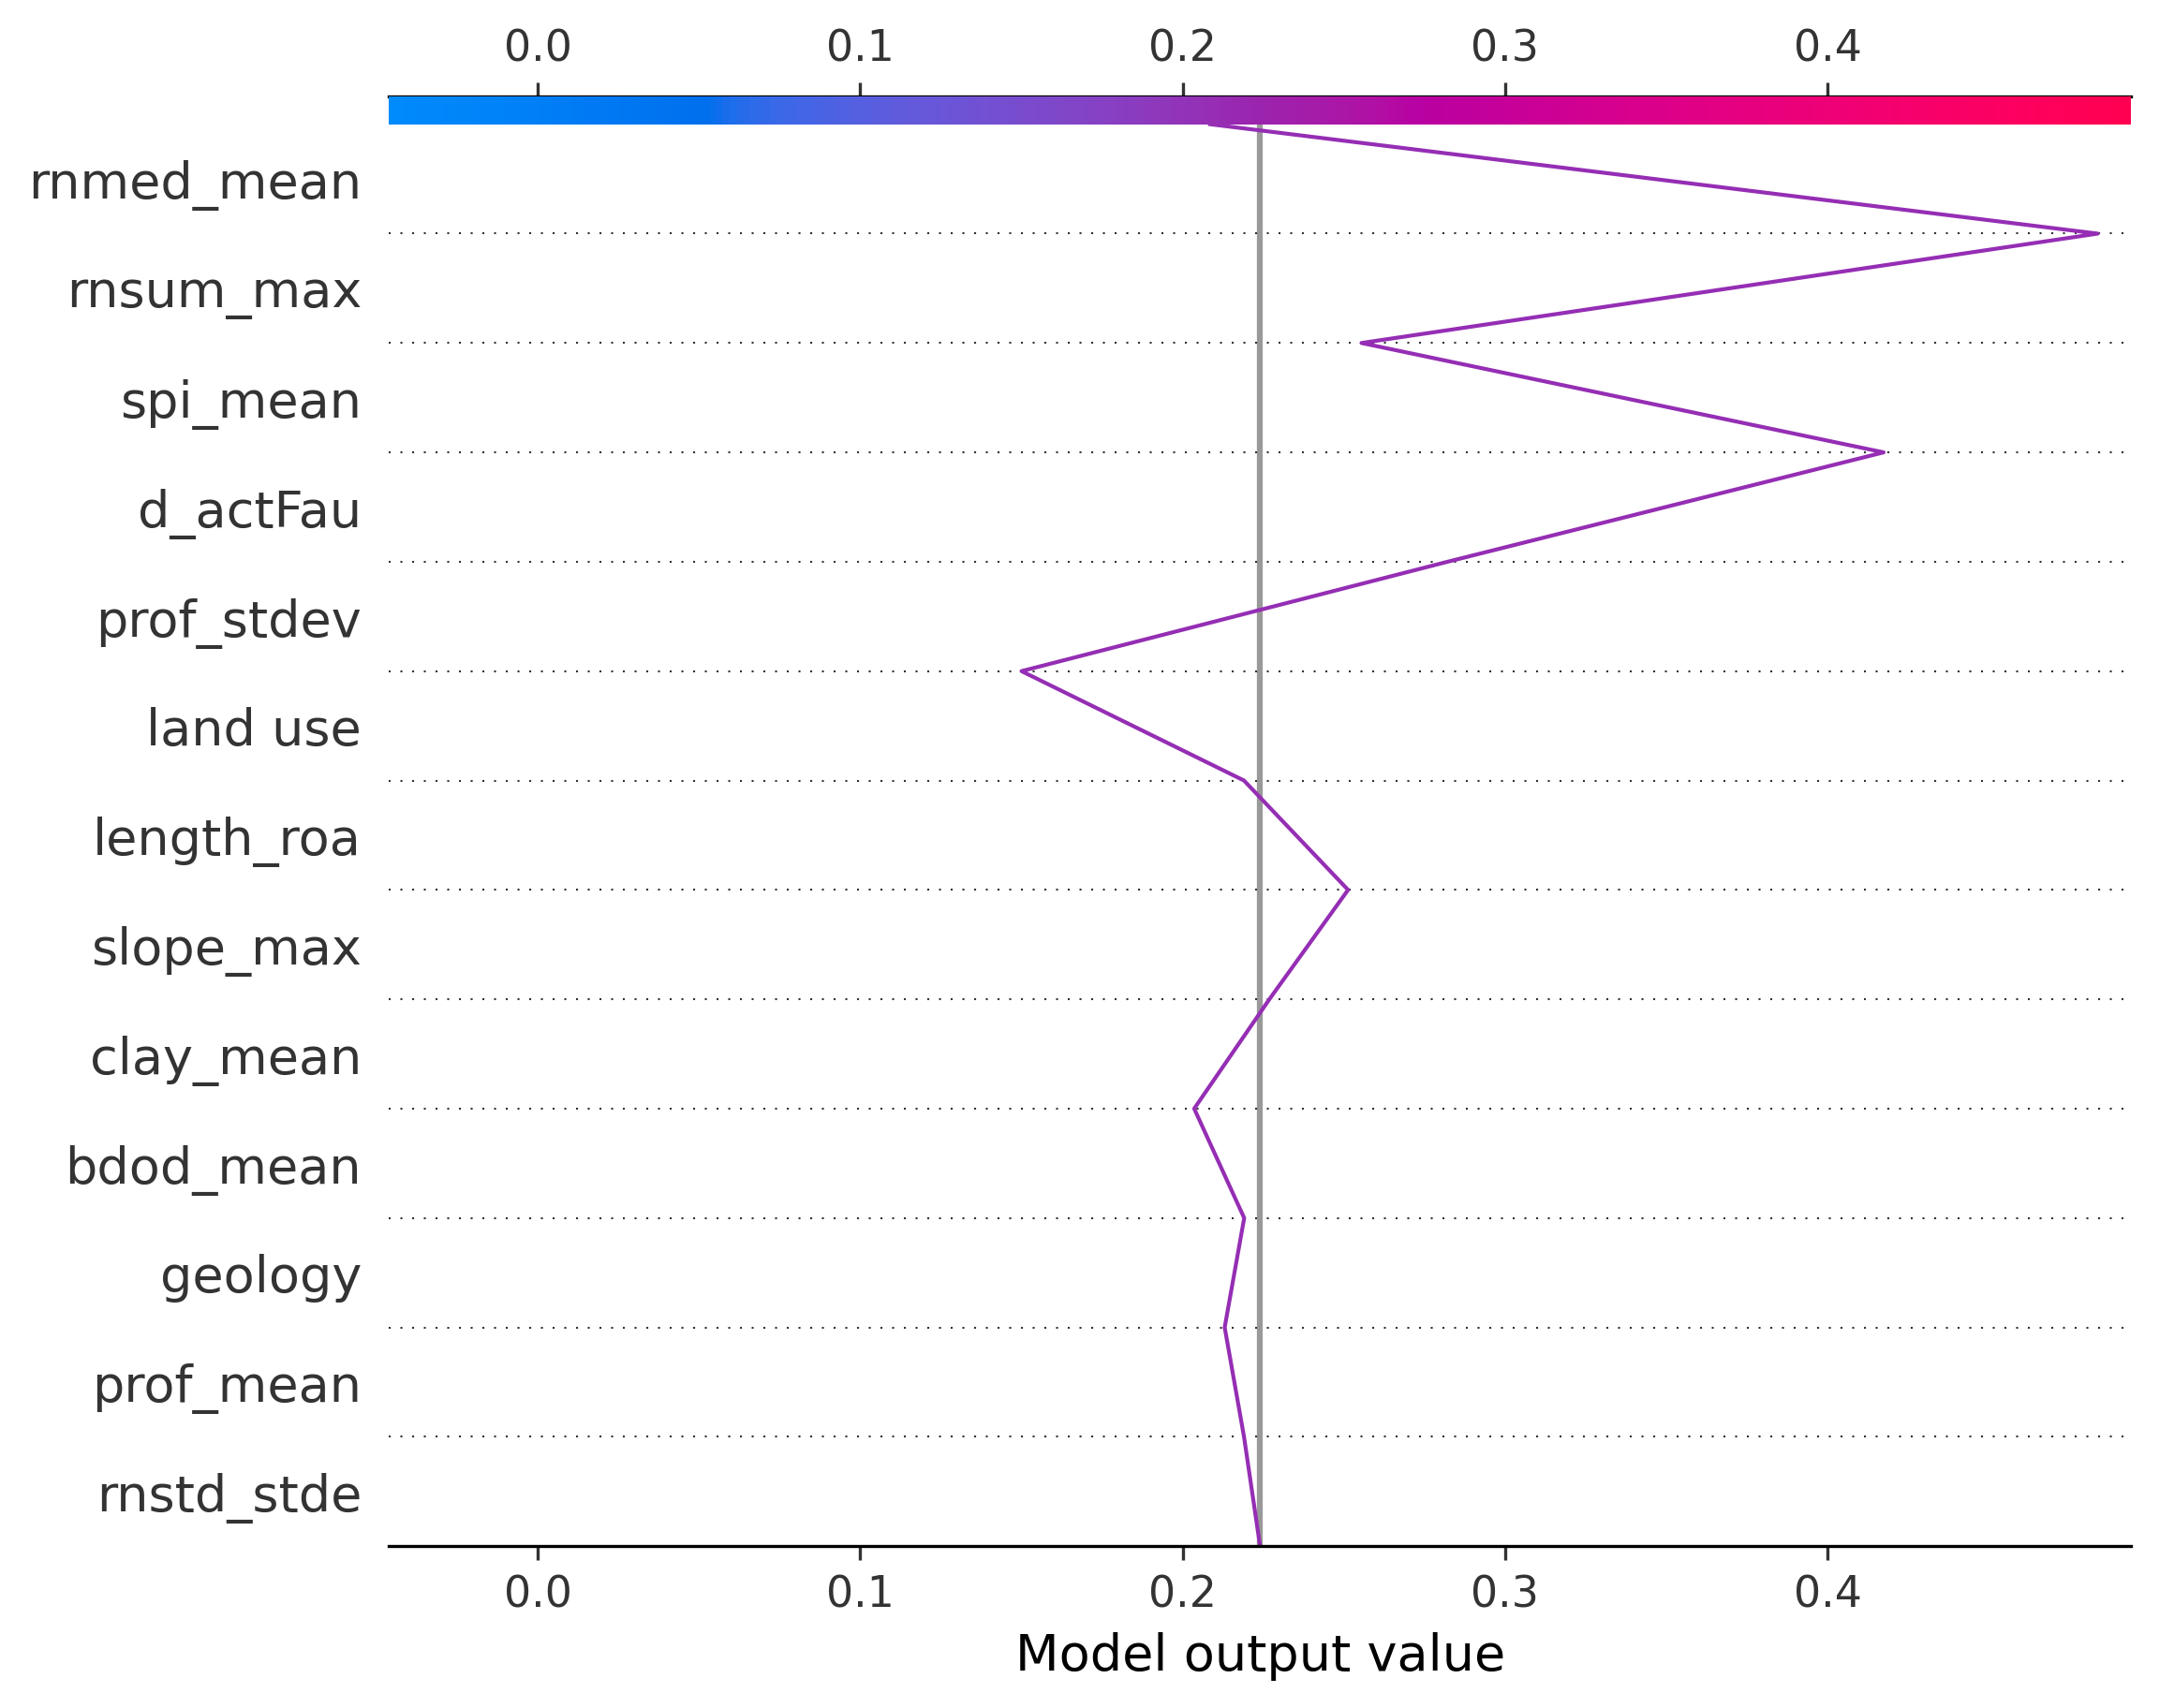 0.0 0.1 0.2 0.3 0.4
rnmed_mean
rnsum_max
spi_mean
d_actFau
prof_stdev
land use
length_roa
slope_max
clay_mean
bdod_mean
geology
prof_mean
rnstd_stde
0.0 0.1 0.2 0.3 0.4
Model output value